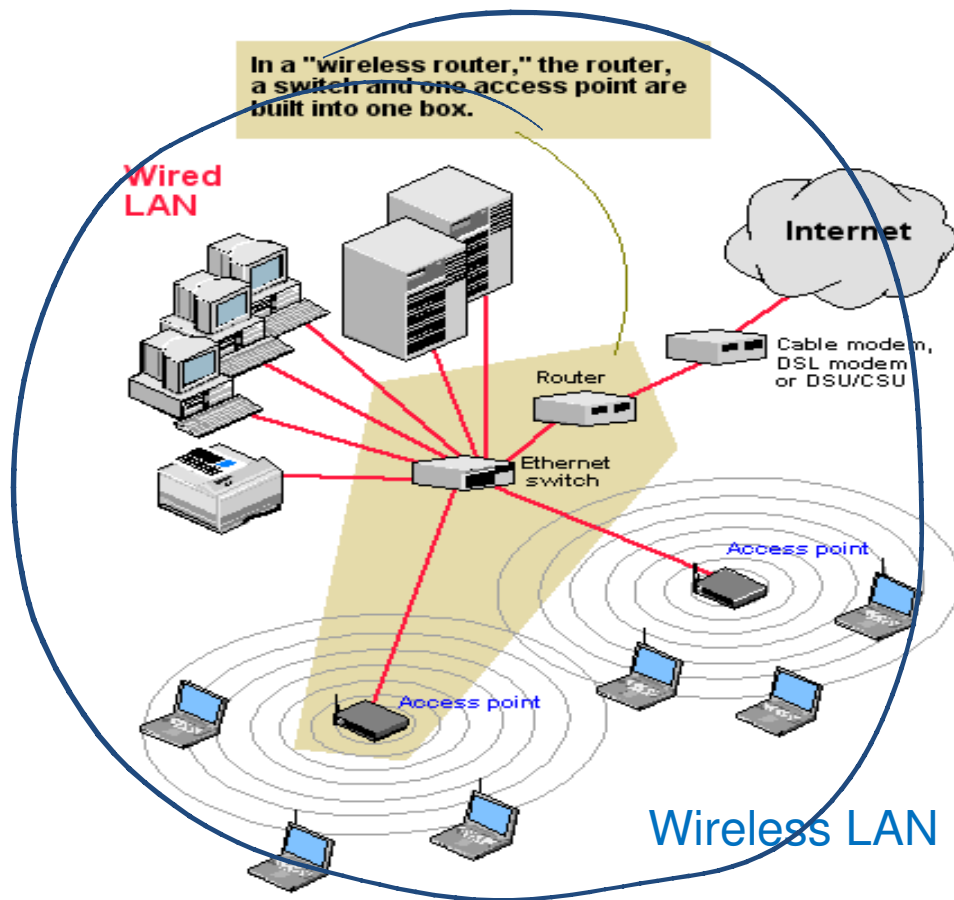 In a "wireless router," the router,
a switch and one access point are
built into one box.
Wired
LAN
Internet
Cable modem,
DSL modem
or DSU/CSU
Router
Ethernet
switch
Access point
Access point
Wireless LAN